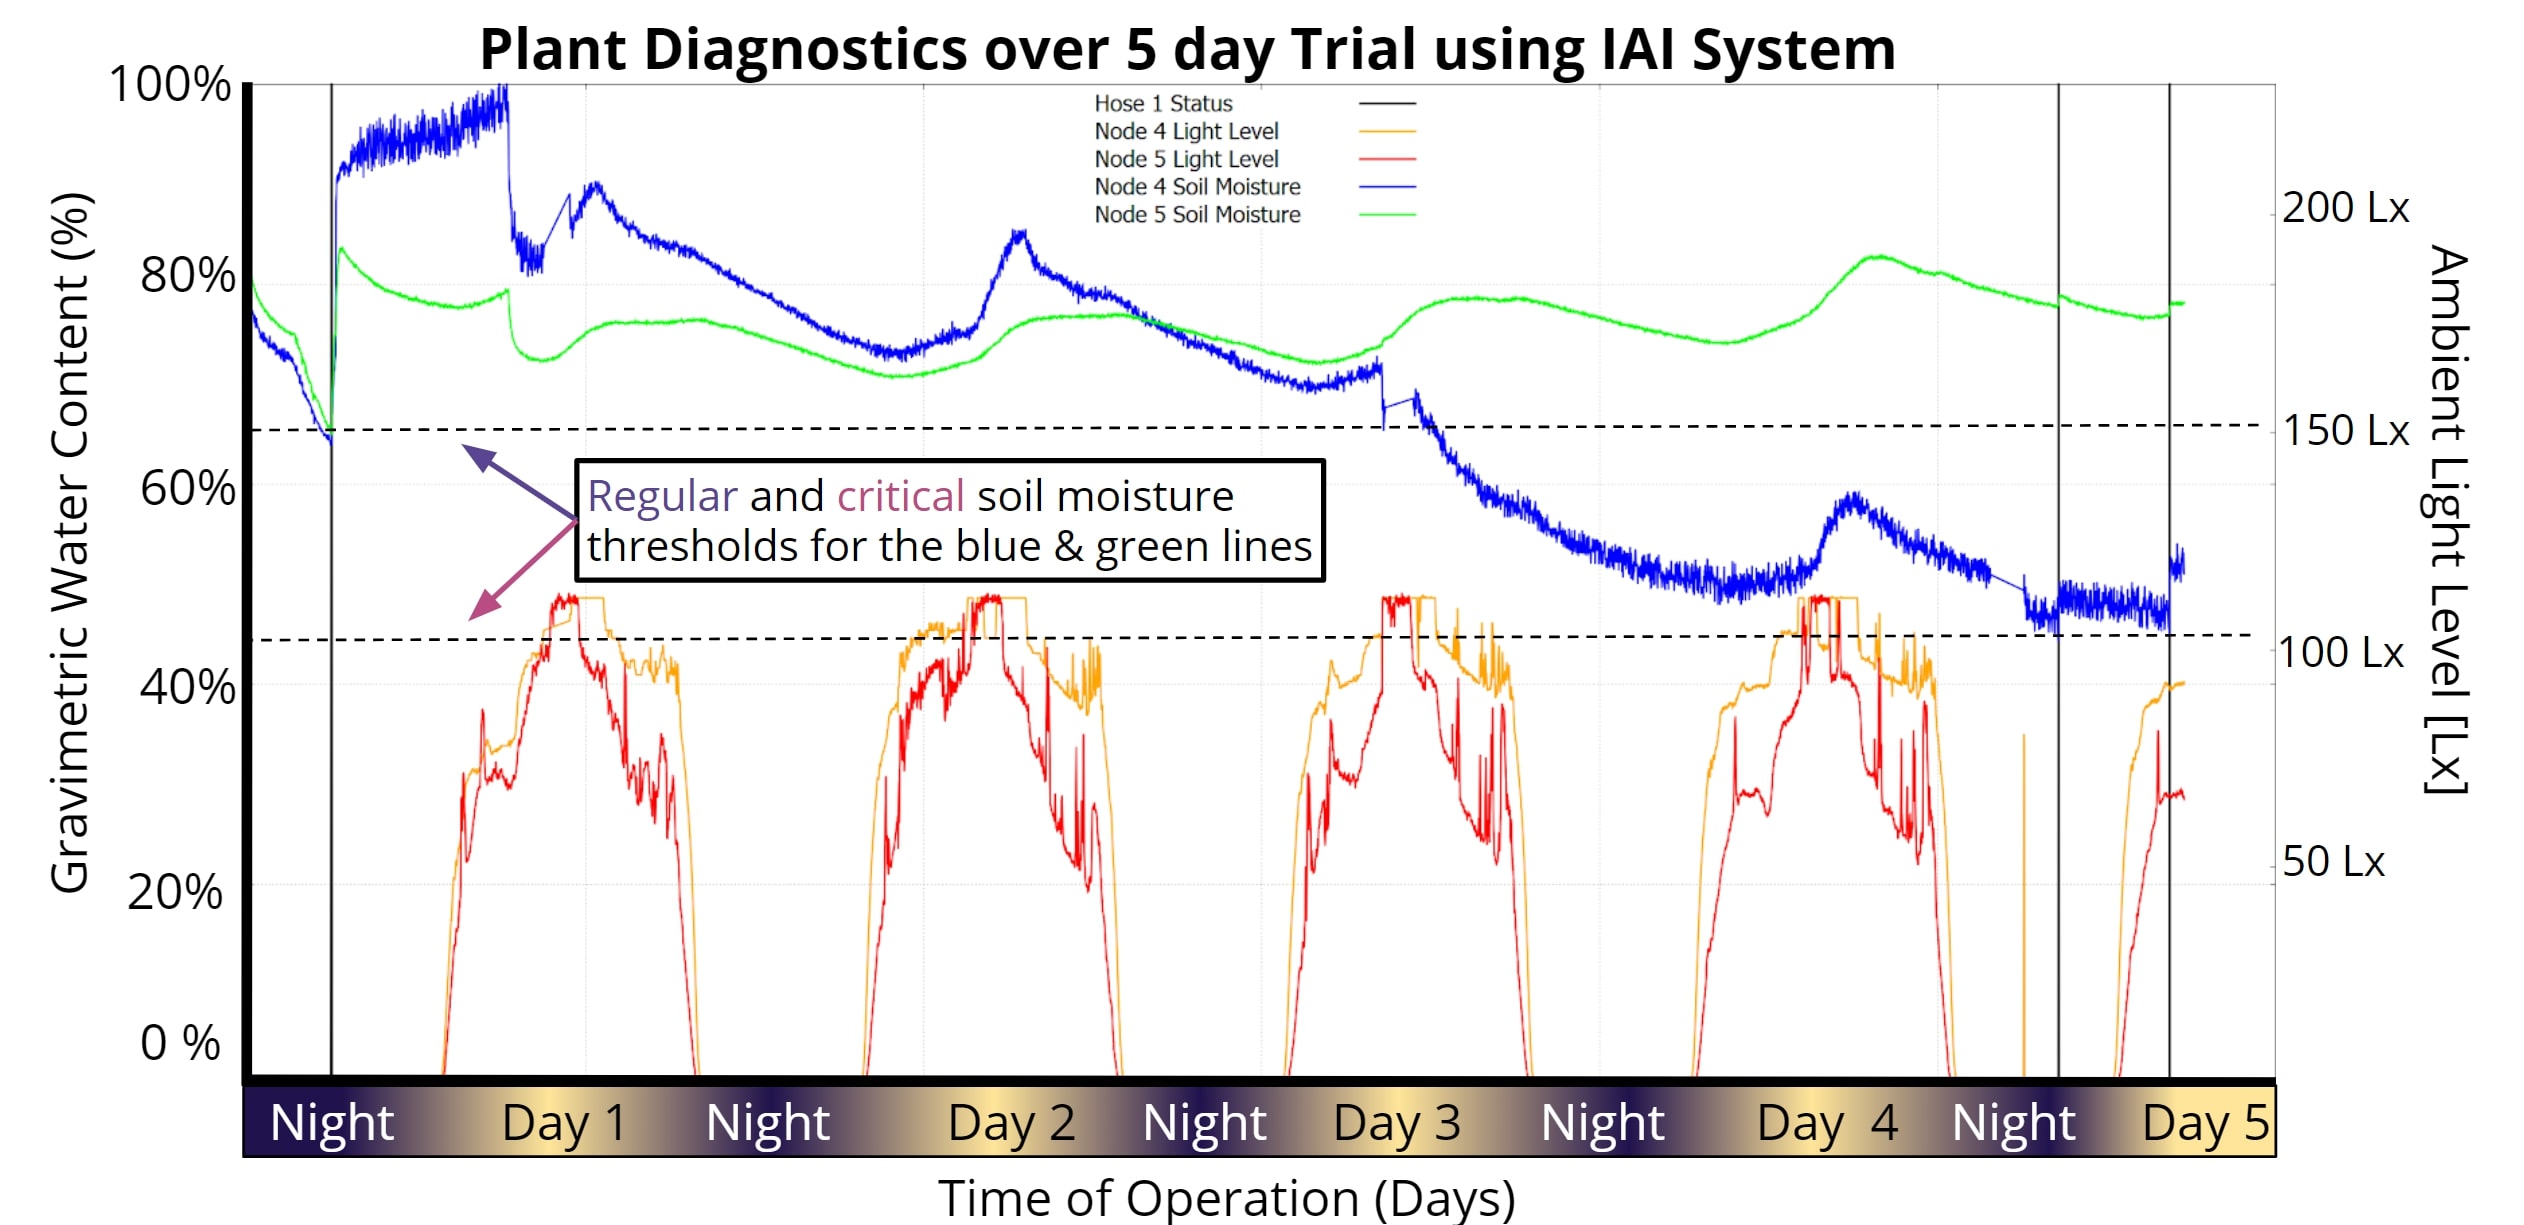 Plant Diagnostics over 5 day Trial using IAI System
100%
80%
60%
40%
20%
0 %
Gravimetric Water Content (%)
Hose 1 Status
Node 4 Light Level
Node 5 Light Level
Node 4 Soil Moisture
Node 5 Soil Moisture
Regular and critical soil moisture
thresholds for the blue & green lines
200 Lx
150 Lx
100 Lx
50 Lx
Ambient Light Level [Lx]
Night Day 1 Night Day 2 Night Day 3 Night Day 4 Night Day 5
Time of Operation (Days)